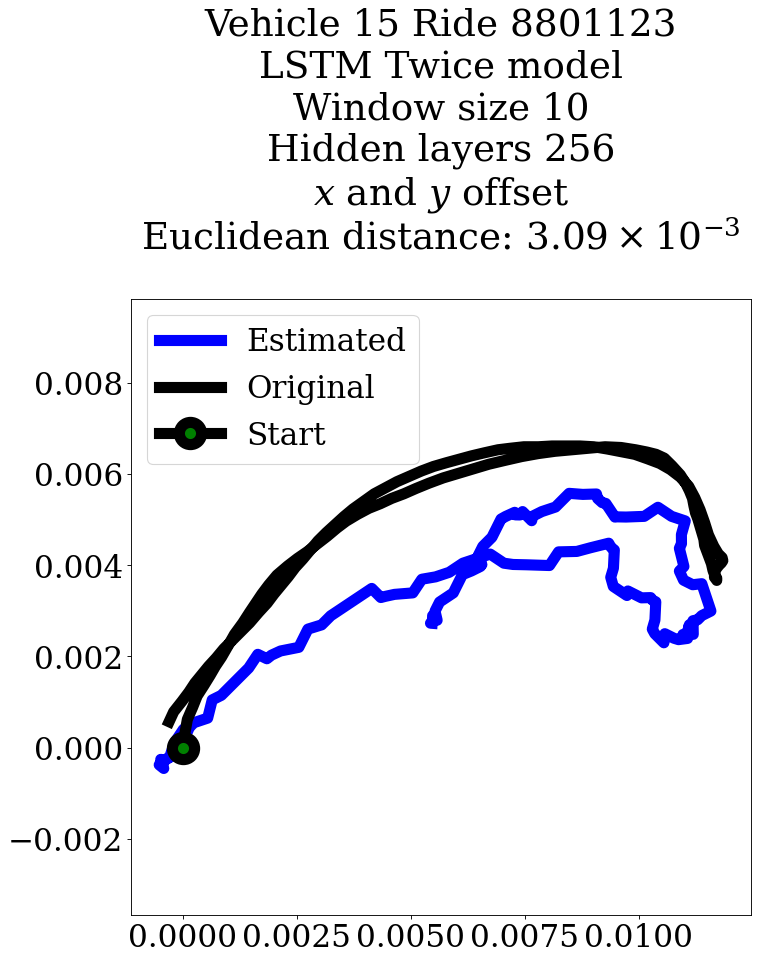 Vehicle 15 Ride 8801123
LSTM Twice model
Window size 10
Hidden layers 256
x and y offset
Euclidean distance: 3.09 × 10⁻³
Estimated
Original
Start
0.008
0.006
0.004
0.002
0.000
−0.002
0.0000 0.0025 0.0050 0.0075 0.0100